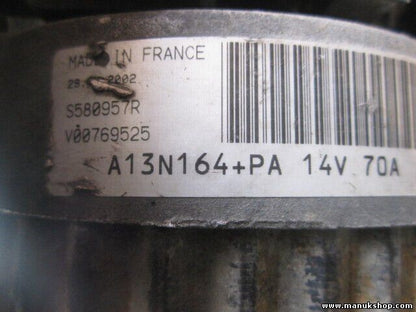 MADE IN FRANCE
2002
S580957R
V00769525
A13N164+PA 14V 70A
www.manukshop.com